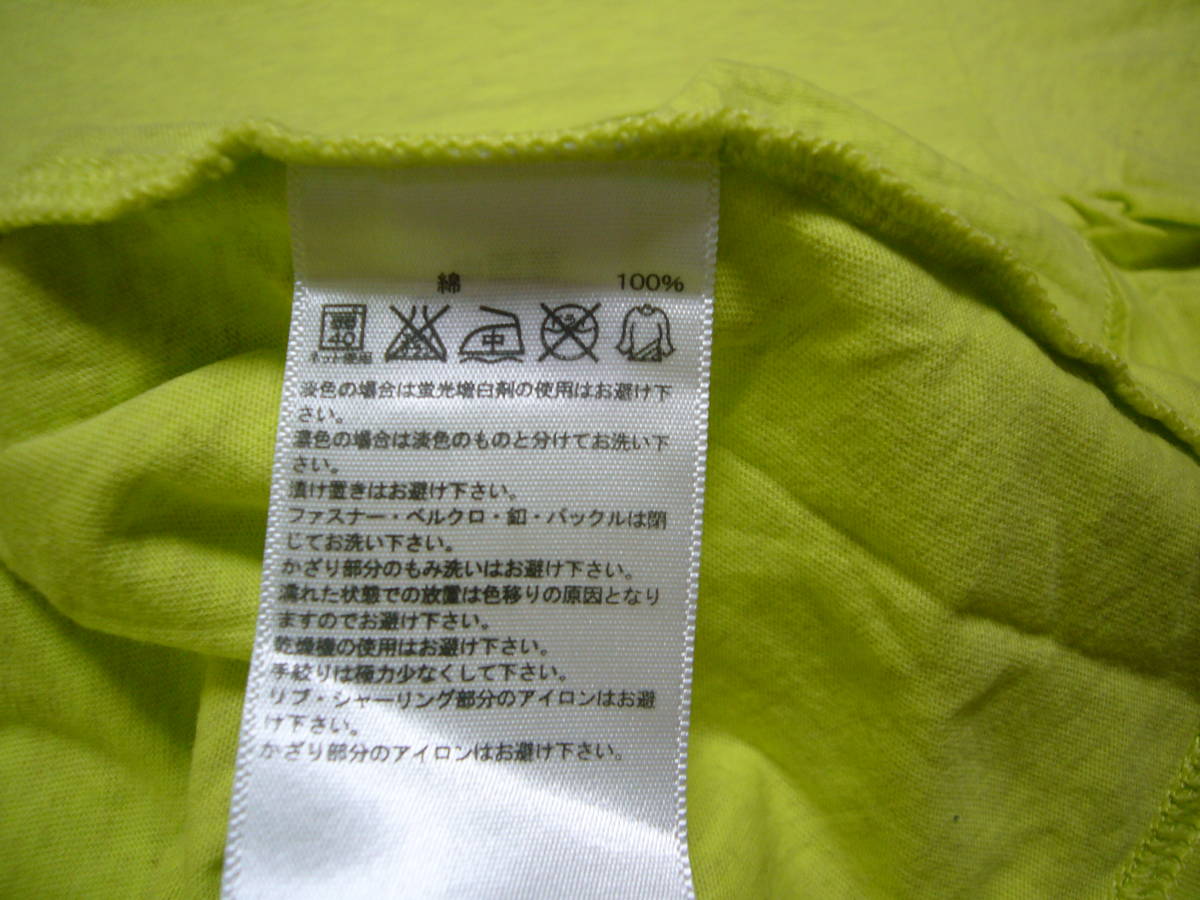 綿 100%
40 中
ネット使用
淡色の場合は蛍光増白剤の使用はお避け下
さい。
濃色の場合は淡色のものと分けてお洗い下
さい。
漬け置きはお避け下さい。
ファスナー・ベルクロ・釦・バックルは閉
じてお洗い下さい。
かざり部分のもみ洗いはお避け下さい。
濡れた状態での放置は色移りの原因となり
ますのでお避け下さい。
乾燥機の使用はお避け下さい。
手絞りは極力少なくして下さい。
リブ・シャーリング部分のアイロンはお避
け下さい。
かざり部分のアイロンはお避け下さい。